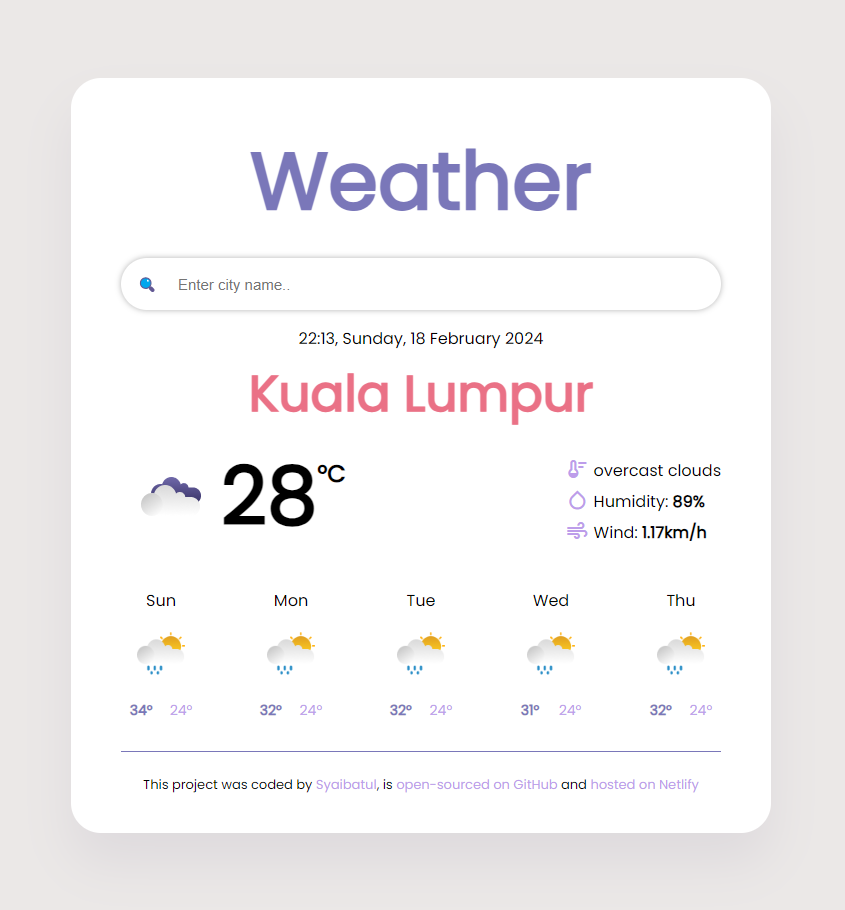 Weather
Enter city name..
22:13, Sunday, 18 February 2024
Kuala Lumpur
28°C
overcast clouds
Humidity: 89%
Wind: 1.17km/h
Sun Mon Tue Wed Thu
34° 24° 32° 24° 32° 24° 31° 24° 32° 24°
This project was coded by Syaibatul, is open-sourced on GitHub and hosted on Netlify